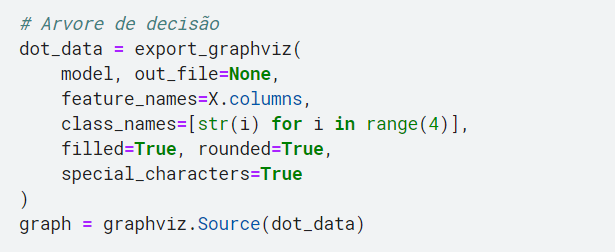 # Arvore de decisão
dot_data = export_graphviz(
    model, out_file=None,
    feature_names=X.columns,
    class_names=[str(i) for i in range(4)],
    filled=True, rounded=True,
    special_characters=True
)
graph = graphviz.Source(dot_data)